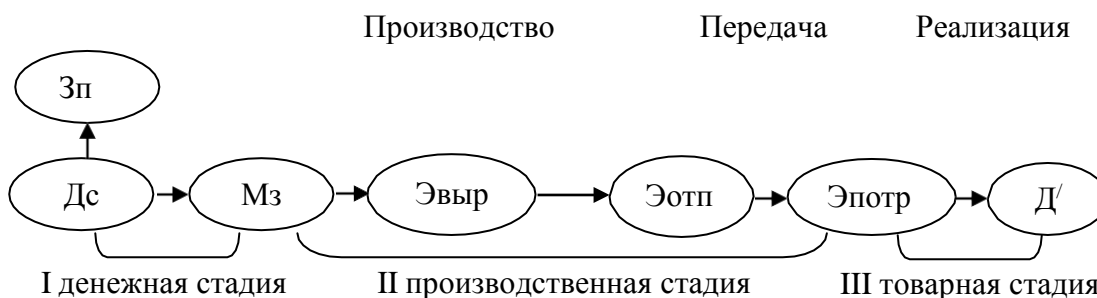 Производство Передача Реализация
Зп
Дс Мз Эвыр Эотп Эпотр Д/
I денежная стадия II производственная стадия III товарная стадия